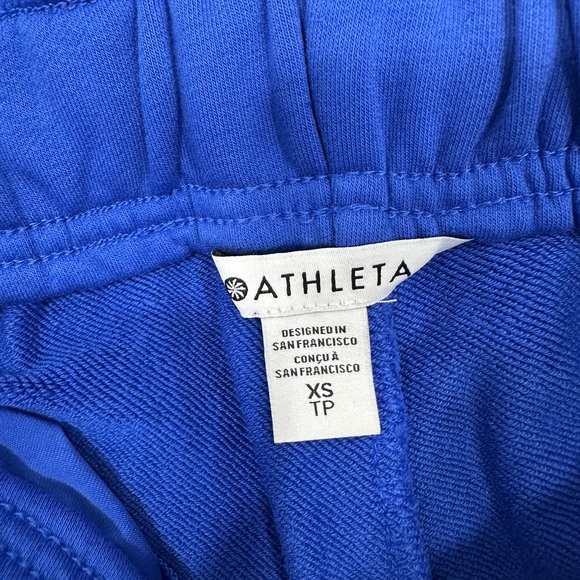 ATHLETA
DESIGNED IN
SAN FRANCISCO
CONÇU À
SAN FRANCISCO
XS
TP